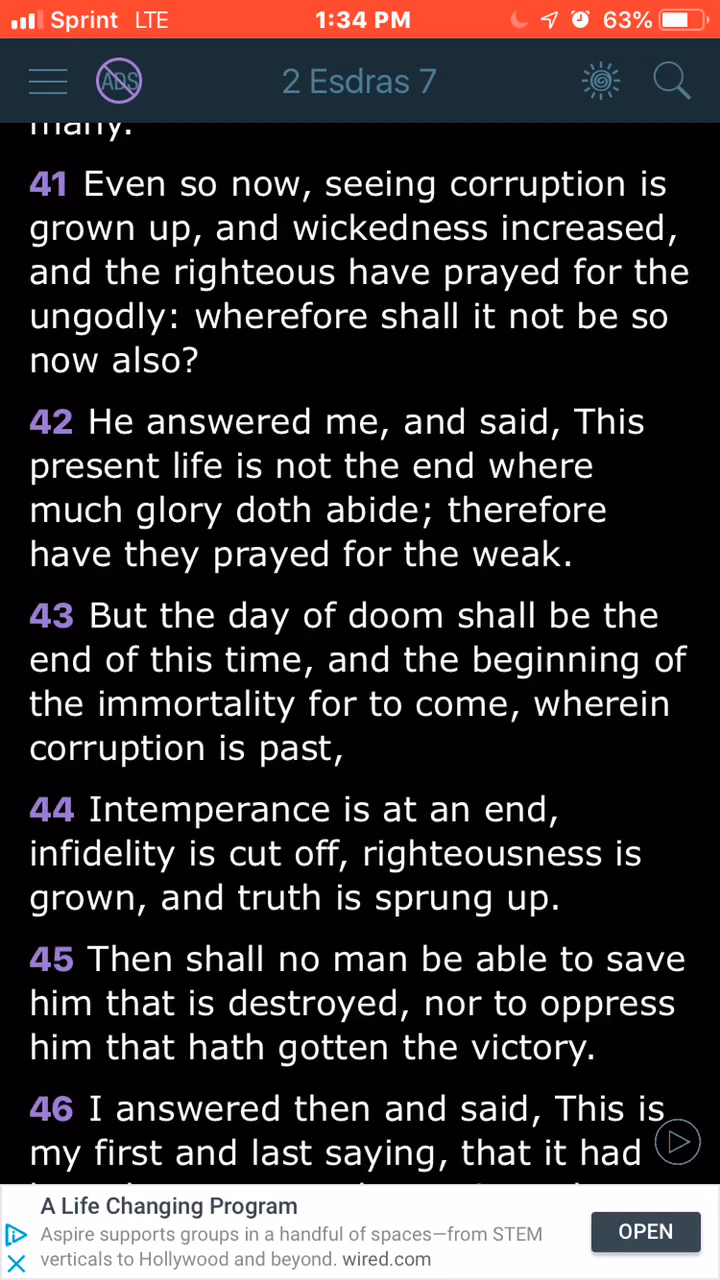 Sprint LTE 1:34 PM 63%
ADS 2 Esdras 7
many.
41 Even so now, seeing corruption is
grown up, and wickedness increased,
and the righteous have prayed for the
ungodly: wherefore shall it not be so
now also?
42 He answered me, and said, This
present life is not the end where
much glory doth abide; therefore
have they prayed for the weak.
43 But the day of doom shall be the
end of this time, and the beginning of
the immortality for to come, wherein
corruption is past,
44 Intemperance is at an end,
infidelity is cut off, righteousness is
grown, and truth is sprung up.
45 Then shall no man be able to save
him that is destroyed, nor to oppress
him that hath gotten the victory.
46 I answered then and said, This is
my first and last saying, that it had
A Life Changing Program
Aspire supports groups in a handful of spaces—from STEM
verticals to Hollywood and beyond. wired.com
OPEN